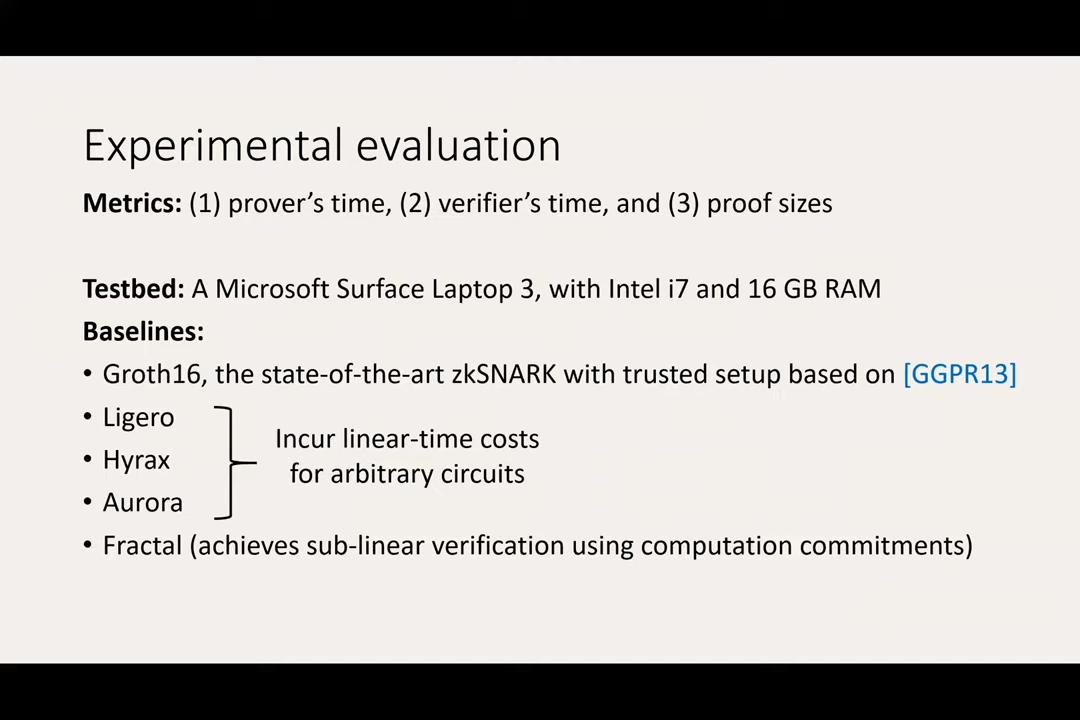 Experimental evaluation
Metrics: (1) prover’s time, (2) verifier’s time, and (3) proof sizes
Testbed: A Microsoft Surface Laptop 3, with Intel i7 and 16 GB RAM
Baselines:
• Groth16, the state-of-the-art zkSNARK with trusted setup based on [GGPR13]
• Ligero
• Hyrax
• Aurora
Incur linear-time costs
for arbitrary circuits
• Fractal (achieves sub-linear verification using computation commitments)